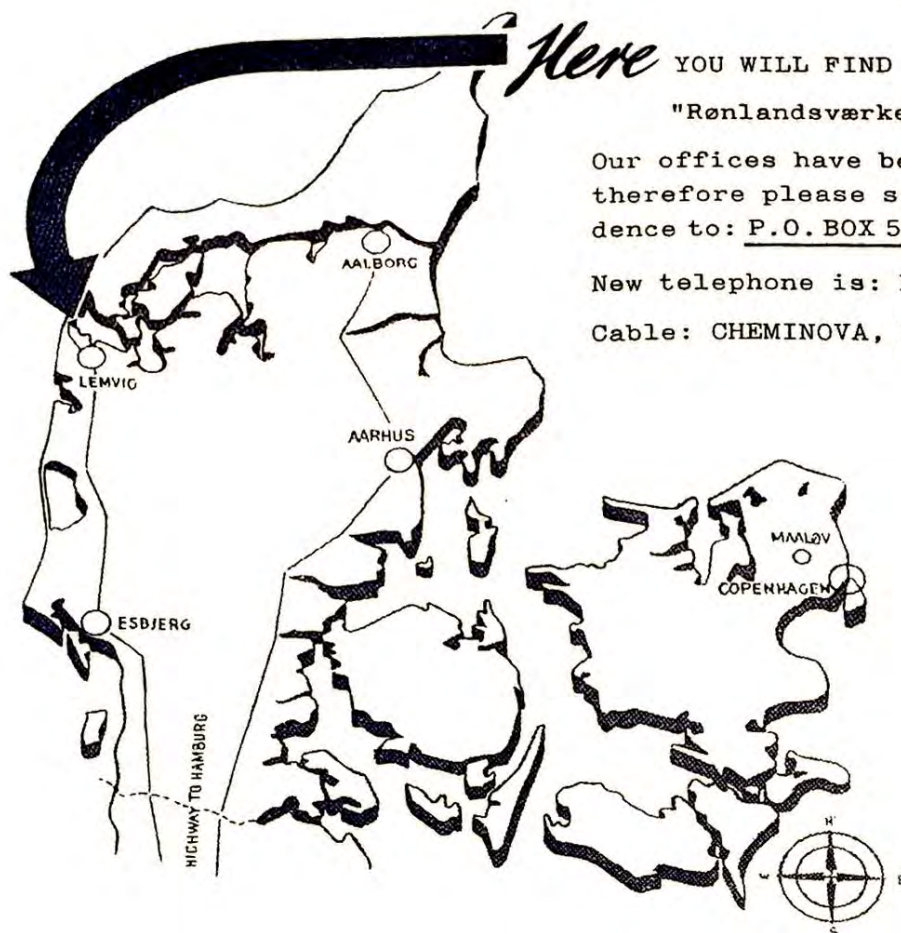 Here YOU WILL FIND
"Rønlandsværke
Our offices have be
therefore please s
dence to: P.O. BOX 5
New telephone is:
Cable: CHEMINOVA,
AALBORG
LEMVIG
AARHUS
MAALØV
COPENHAGEN
ESBJERG
HIGHWAY TO HAMBURG
N
W
E
S